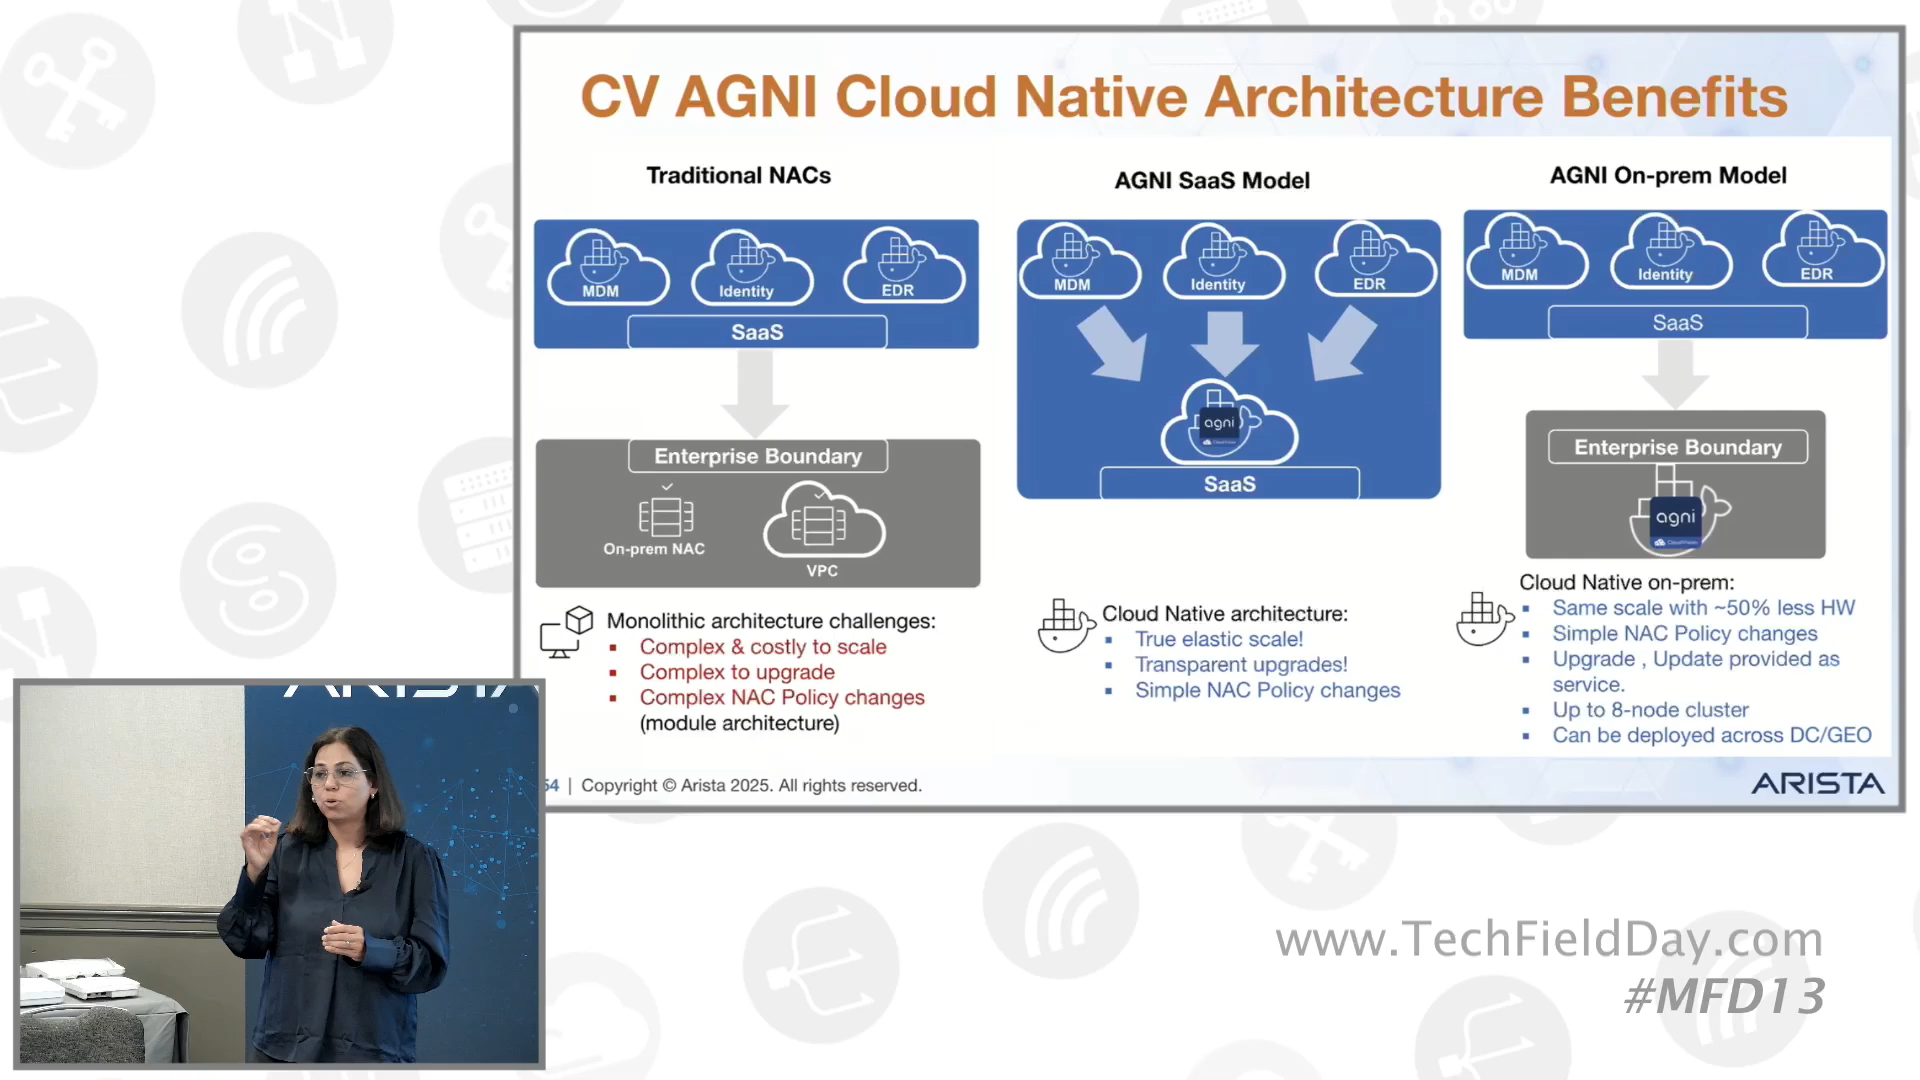 CV AGNI Cloud Native Architecture Benefits
Traditional NACs
MDM
Identity
EDR
SaaS
Enterprise Boundary
On-prem NAC
VPC
Monolithic architecture challenges:
Complex & costly to scale
Complex to upgrade
Complex NAC Policy changes
(module architecture)
AGNI SaaS Model
MDM
Identity
EDR
agni
SaaS
Cloud Native architecture:
True elastic scale!
Transparent upgrades!
Simple NAC Policy changes
AGNI On-prem Model
MDM
Identity
EDR
SaaS
Enterprise Boundary
agni
Cloud Native on-prem:
Same scale with ~50% less HW
Simple NAC Policy changes
Upgrade , Update provided as
service.
Up to 8-node cluster
Can be deployed across DC/GEO
54 | Copyright © Arista 2025. All rights reserved.
ARISTA
ARISTA
www.TechFieldDay.com
#MFD13